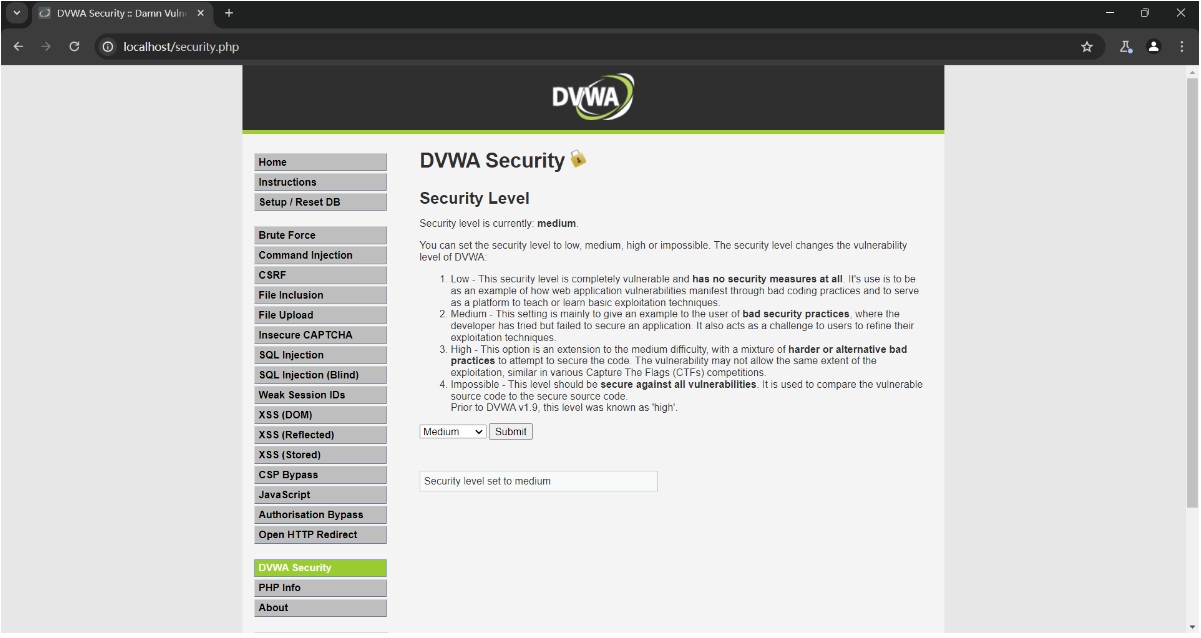 DVWA Security :: Damn Vuln
localhost/security.php
DVWA
Home
Instructions
Setup / Reset DB
Brute Force
Command Injection
CSRF
File Inclusion
File Upload
Insecure CAPTCHA
SQL Injection
SQL Injection (Blind)
Weak Session IDs
XSS (DOM)
XSS (Reflected)
XSS (Stored)
CSP Bypass
JavaScript
Authorisation Bypass
Open HTTP Redirect
DVWA Security
PHP Info
About
DVWA Security
Security Level
Security level is currently: medium.
You can set the security level to low, medium, high or impossible. The security level changes the vulnerability
level of DVWA:
1. Low - This security level is completely vulnerable and has no security measures at all. It's use is to be
as an example of how web application vulnerabilities manifest through bad coding practices and to serve
as a platform to teach or learn basic exploitation techniques.
2. Medium - This setting is mainly to give an example to the user of bad security practices, where the
developer has tried but failed to secure an application. It also acts as a challenge to users to refine their
exploitation techniques.
3. High - This option is an extension to the medium difficulty, with a mixture of harder or alternative bad
practices to attempt to secure the code. The vulnerability may not allow the same extent of the
exploitation, similar in various Capture The Flags (CTFs) competitions.
4. Impossible - This level should be secure against all vulnerabilities. It is used to compare the vulnerable
source code to the secure source code.
Prior to DVWA v1.9, this level was known as 'high'.
Medium Submit
Security level set to medium